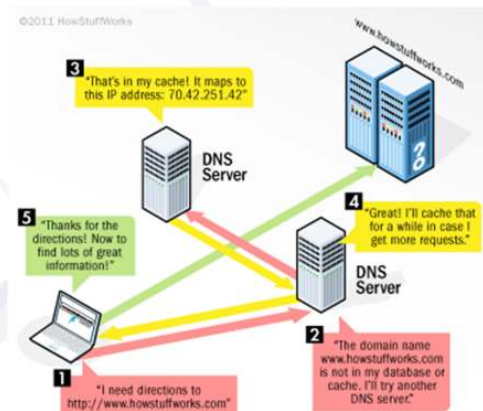 ©2011 HowStuffWorks
www.howstuffworks.com
3
"That's in my cache! It maps to
this IP address: 70.42.251.42"
DNS
Server
?
5
"Thanks for the
directions! Now to
find lots of great
information!"
4
"Great! I'll cache that
for a while in case I
get more requests."
DNS
Server
1
"I need directions to
http://www.howstuffworks.com"
2
"The domain name
www.howstuffworks.com
is not in my database or
cache. I'll try another
DNS server."